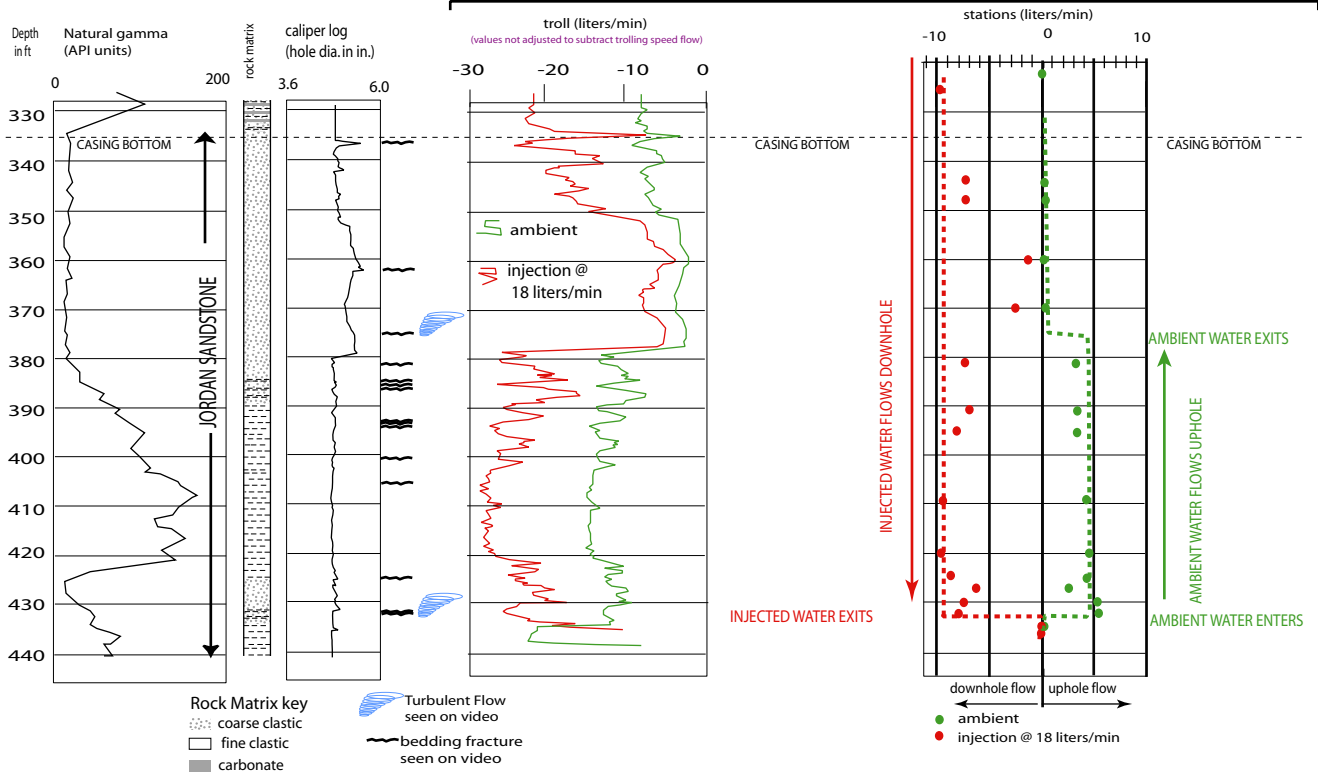 Depth
in ft
Natural gamma
(API units)
0
200
rock matrix
caliper log
(hole dia. in in.)
3.6
6.0
troll (liters/min)
(values not adjusted to subtract trolling speed flow)
-30
-20
-10
0
stations (liters/min)
-10
0
10
330
340
350
360
370
380
390
400
410
420
430
440
CASING BOTTOM
CASING BOTTOM
CASING BOTTOM
JORDAN SANDSTONE
ambient
injection @
18 liters/min
INJECTED WATER FLOWS DOWNHOLE
INJECTED WATER EXITS
AMBIENT WATER EXITS
AMBIENT WATER FLOWS UPHOLE
AMBIENT WATER ENTERS
downhole flow
uphole flow
ambient
injection @ 18 liters/min
Rock Matrix key
coarse clastic
fine clastic
carbonate
Turbulent Flow
seen on video
bedding fracture
seen on video